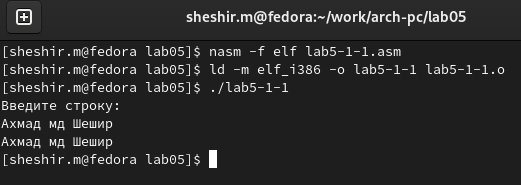 sheshir.m@fedora:~/work/arch-pc/lab05
[sheshir.m@fedora lab05]$ nasm -f elf lab5-1-1.asm
[sheshir.m@fedora lab05]$ ld -m elf_i386 -o lab5-1-1 lab5-1-1.o
[sheshir.m@fedora lab05]$ ./lab5-1-1
Введите строку:
Ахмад мд Шешир
Ахмад мд Шешир
[sheshir.m@fedora lab05]$